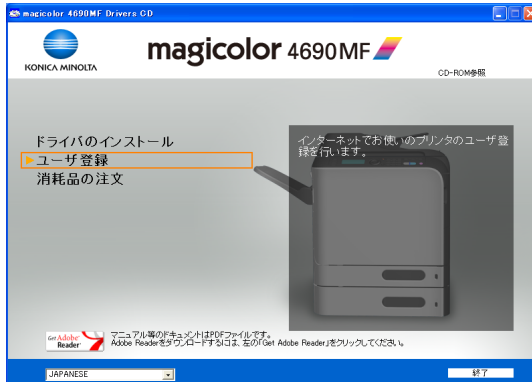 magicolor 4690MF Drivers CD
KONICA MINOLTA
magicolor 4690MF
CD-ROM参照
ドライバのインストール
ユーザ登録
消耗品の注文
インターネットでお使いのプリンタのユーザ登
録を行います。
Get Adobe Reader
マニュアル等のドキュメントはPDFファイルです。
Adobe Readerをダウンロードするには、左の「Get Adobe Reader」をクリックしてください。
JAPANESE
終了